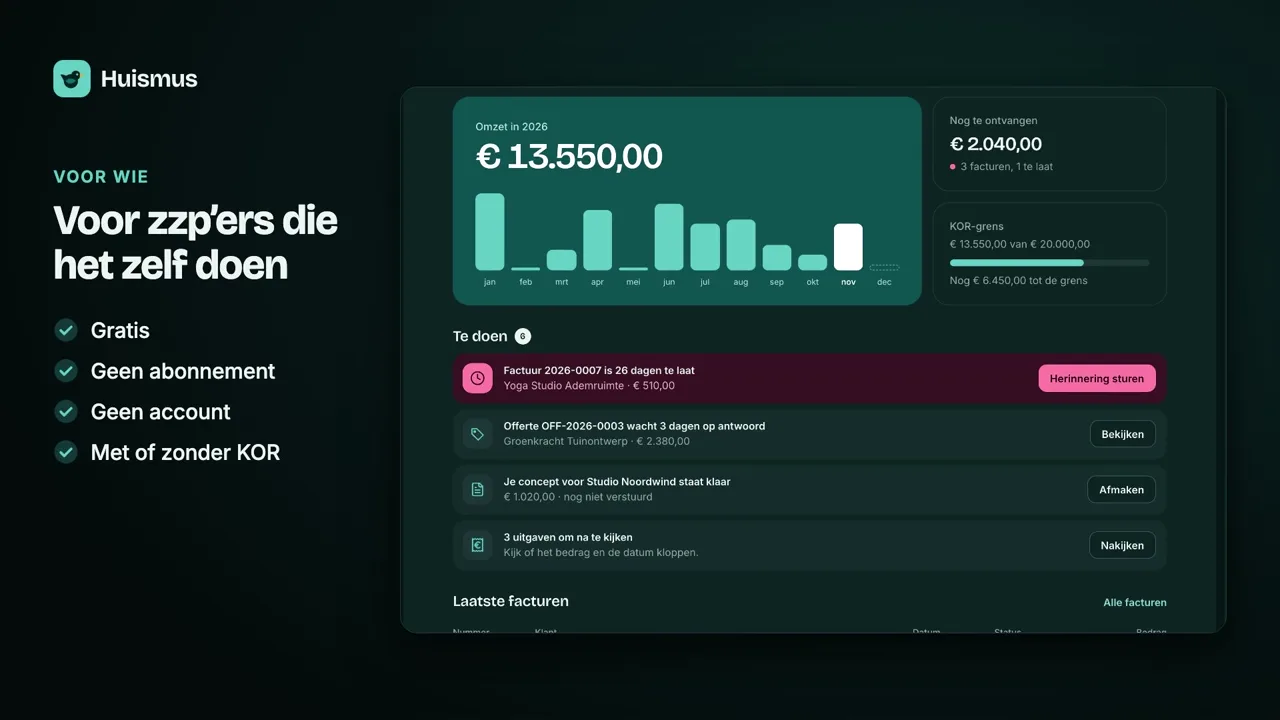 Huismus
VOOR WIE
Voor zzp'ers die
het zelf doen
Gratis
Geen abonnement
Geen account
Met of zonder KOR
Omzet in 2026
€ 13.550,00
jan feb mrt apr mei jun jul aug sep okt nov dec
Nog te ontvangen
€ 2.040,00
3 facturen, 1 te laat
KOR-grens
€ 13.550,00 van € 20.000,00
Nog € 6.450,00 tot de grens
Te doen 6
Factuur 2026-0007 is 26 dagen te laat
Yoga Studio Ademruimte · € 510,00
Herinnering sturen
Offerte OFF-2026-0003 wacht 3 dagen op antwoord
Groenkracht Tuinontwerp · € 2.380,00
Bekijken
Je concept voor Studio Noordwind staat klaar
€ 1.020,00 · nog niet verstuurd
Afmaken
3 uitgaven om na te kijken
Kijk of het bedrag en de datum kloppen.
Nakijken
Laatste facturen
Alle facturen
Nummer Klant Datum Status Bedrag